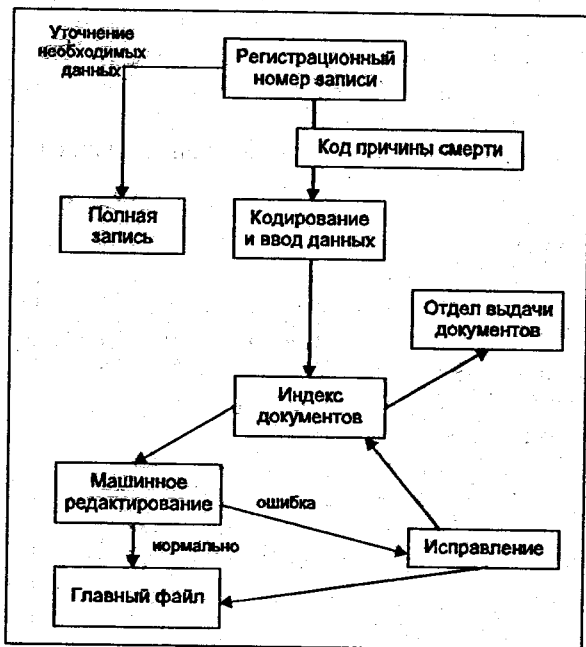 Уточнение
необходимых
данных
Регистрационный
номер записи
Код причины смерти
Полная
запись
Кодирование
и ввод данных
Отдел выдачи
документов
Индекс
документов
Машинное
редактирование
ошибка
Исправление
нормально
Главный файл